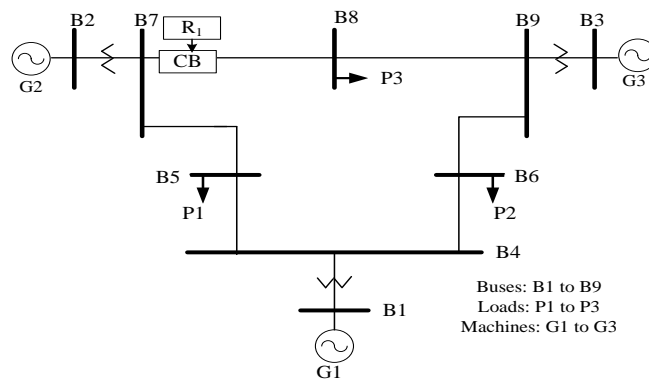 B2
B7
R1
B8
B9
B3
CB
G2
P3
G3
B5
B6
P1
P2
B4
Buses: B1 to B9
Loads: P1 to P3
Machines: G1 to G3
B1
G1